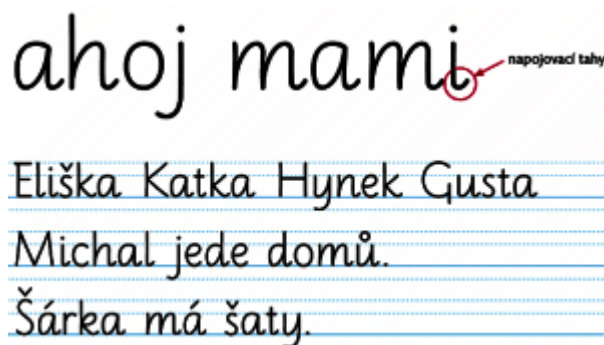 ahoj mami
napojovací tahy
Eliška Katka Hynek Gusta
Michal jede domů.
Šárka má šaty.